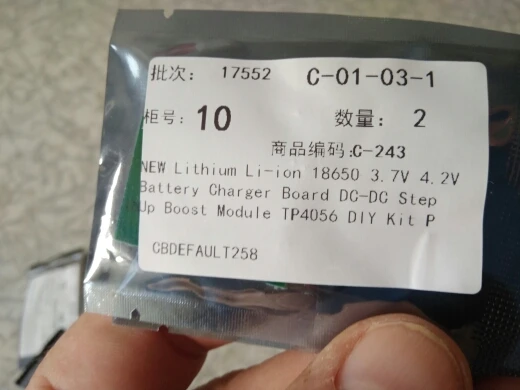 批次： 17552 C-01-03-1
柜号： 10 数量： 2
商品编码:C-243
NEW Lithium Li-ion 18650 3.7V 4.2V
Battery Charger Board DC-DC Step
Up Boost Module TP4056 DIY Kit P
CBDEFAULT258